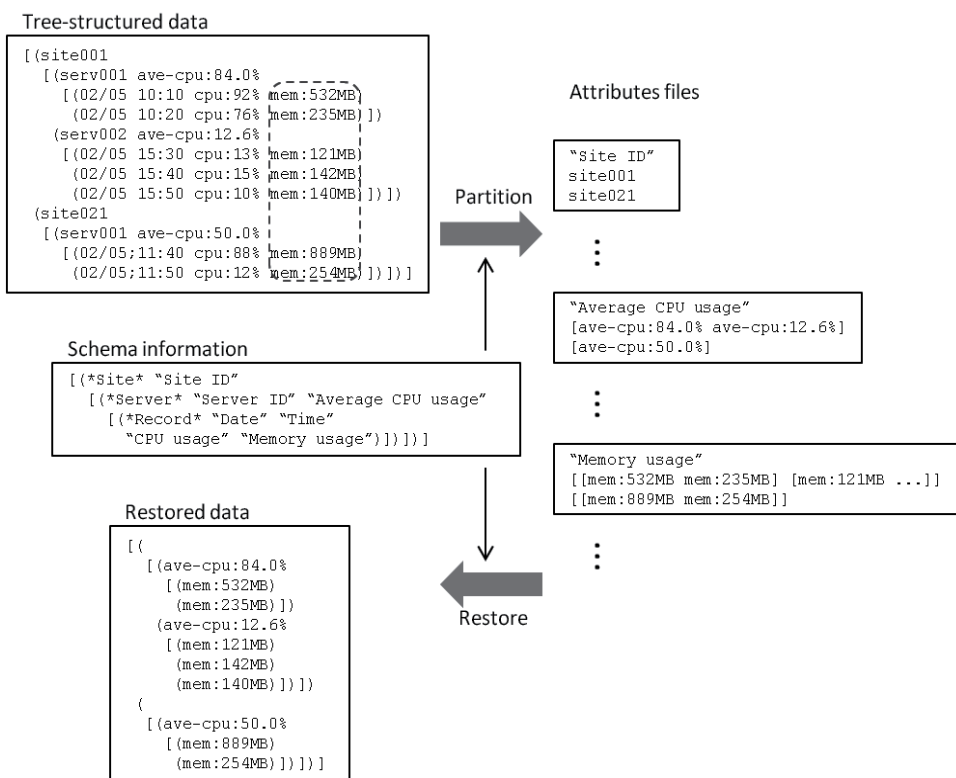 Tree-structured data
[(site001
[(serv001 ave-cpu:84.0%
[(02/05 10:10 cpu:92% mem:532MB)
(02/05 10:20 cpu:76% mem:235MB)])
(serv002 ave-cpu:12.6%
[(02/05 15:30 cpu:13% mem:121MB)
(02/05 15:40 cpu:15% mem:142MB)
(02/05 15:50 cpu:10% mem:140MB)])])
(site021
[(serv001 ave-cpu:50.0%
[(02/05;11:40 cpu:88% mem:889MB)
(02/05;11:50 cpu:12% mem:254MB)])])]
Partition
Attributes files
"Site ID"
site001
site021
"Average CPU usage"
[ave-cpu:84.0% ave-cpu:12.6%]
[ave-cpu:50.0%]
"Memory usage"
[[mem:532MB mem:235MB] [mem:121MB ...]]
[[mem:889MB mem:254MB]]
Schema information
[(*Site* "Site ID"
[(*Server* "Server ID" "Average CPU usage"
[(*Record* "Date" "Time"
"CPU usage" "Memory usage")])])]
Restore
Restored data
[(
[(ave-cpu:84.0%
[(mem:532MB)
(mem:235MB)])
(ave-cpu:12.6%
[(mem:121MB)
(mem:142MB)
(mem:140MB)])])
(
[(ave-cpu:50.0%
[(mem:889MB)
(mem:254MB)])])]